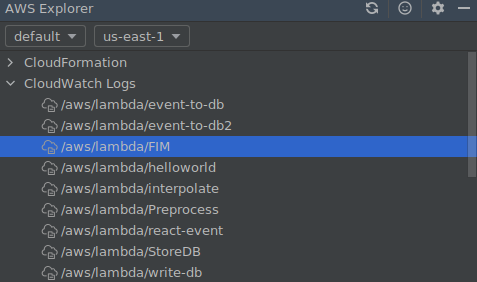 AWS Explorer
default us-east-1
CloudFormation
CloudWatch Logs
/aws/lambda/event-to-db
/aws/lambda/event-to-db2
/aws/lambda/FIM
/aws/lambda/helloworld
/aws/lambda/interpolate
/aws/lambda/Preprocess
/aws/lambda/react-event
/aws/lambda/StoreDB
/aws/lambda/write-db